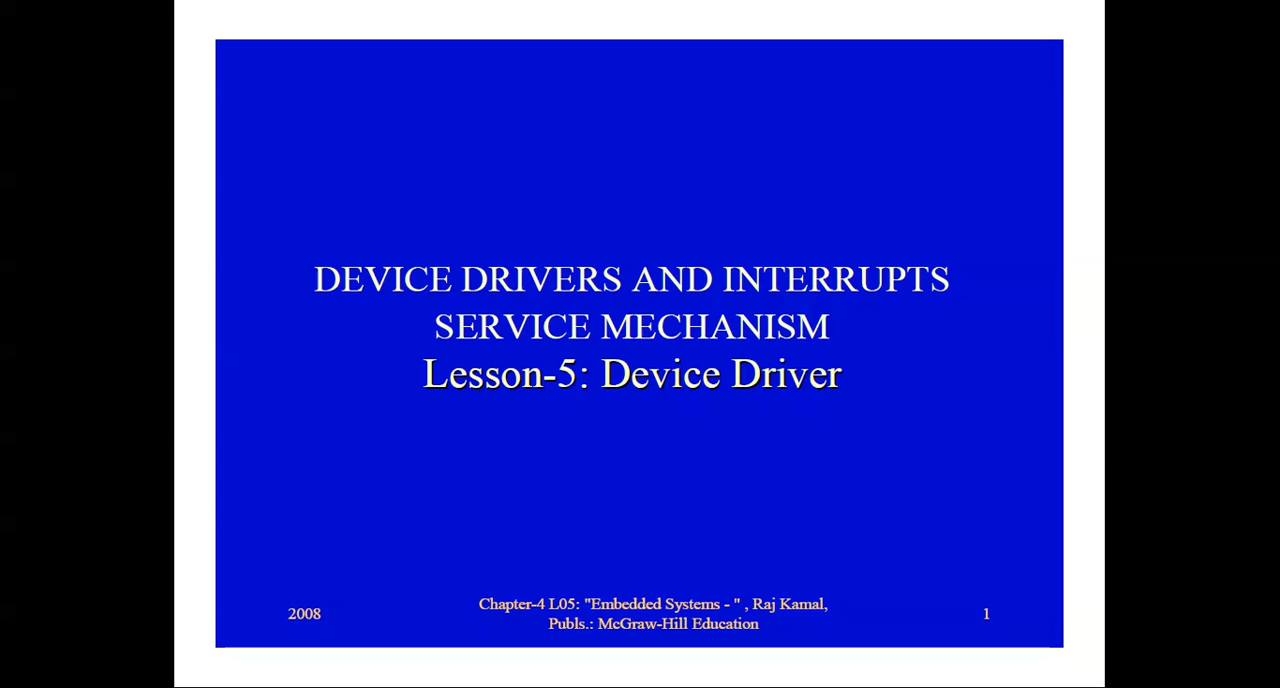 DEVICE DRIVERS AND INTERRUPTS
SERVICE MECHANISM
Lesson-5: Device Driver
2008
Chapter-4 L05: "Embedded Systems - " , Raj Kamal,
Publs.: McGraw-Hill Education
1